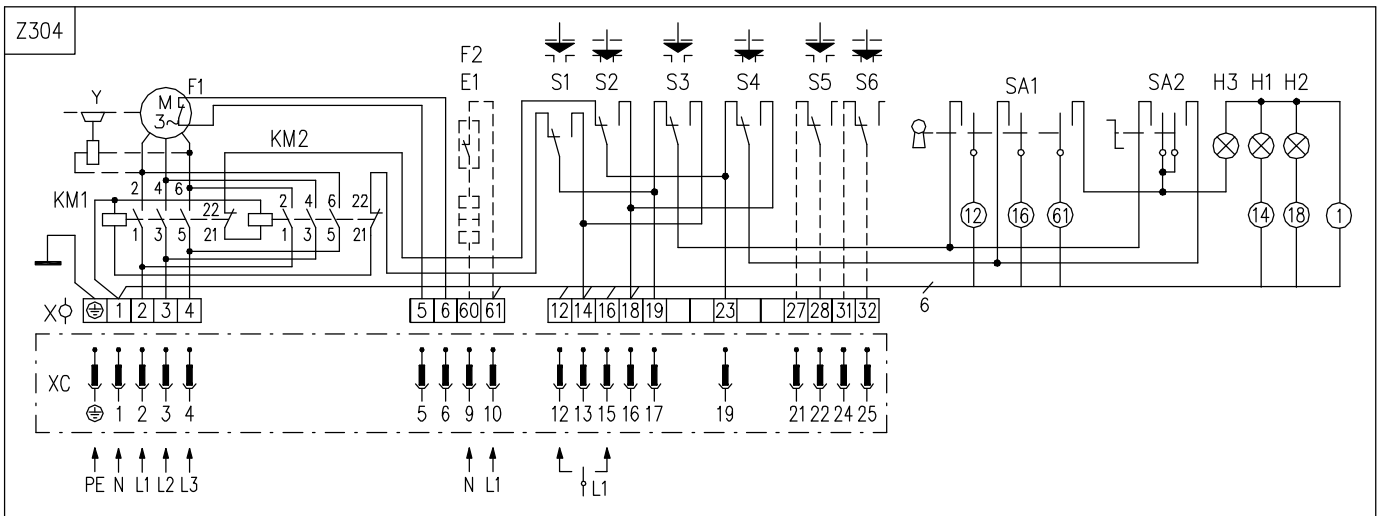 Z304
F2
E1 S1 S2 S3 S4 S5 S6 SA1 SA2 H3 H1 H2
Y F1
M
3~
KM2
2 4 6 2 4 6 22
KM1 22 12 16 61 14 18 1
1 3 5 21 1 3 5 21
6
X 1 2 3 4 5 6 60 61 12 14 16 18 19 23 27 28 31 32
XC
1 2 3 4 5 6 9 10 12 13 15 16 17 19 21 22 24 25
PE N L1 L2 L3 N L1 L1